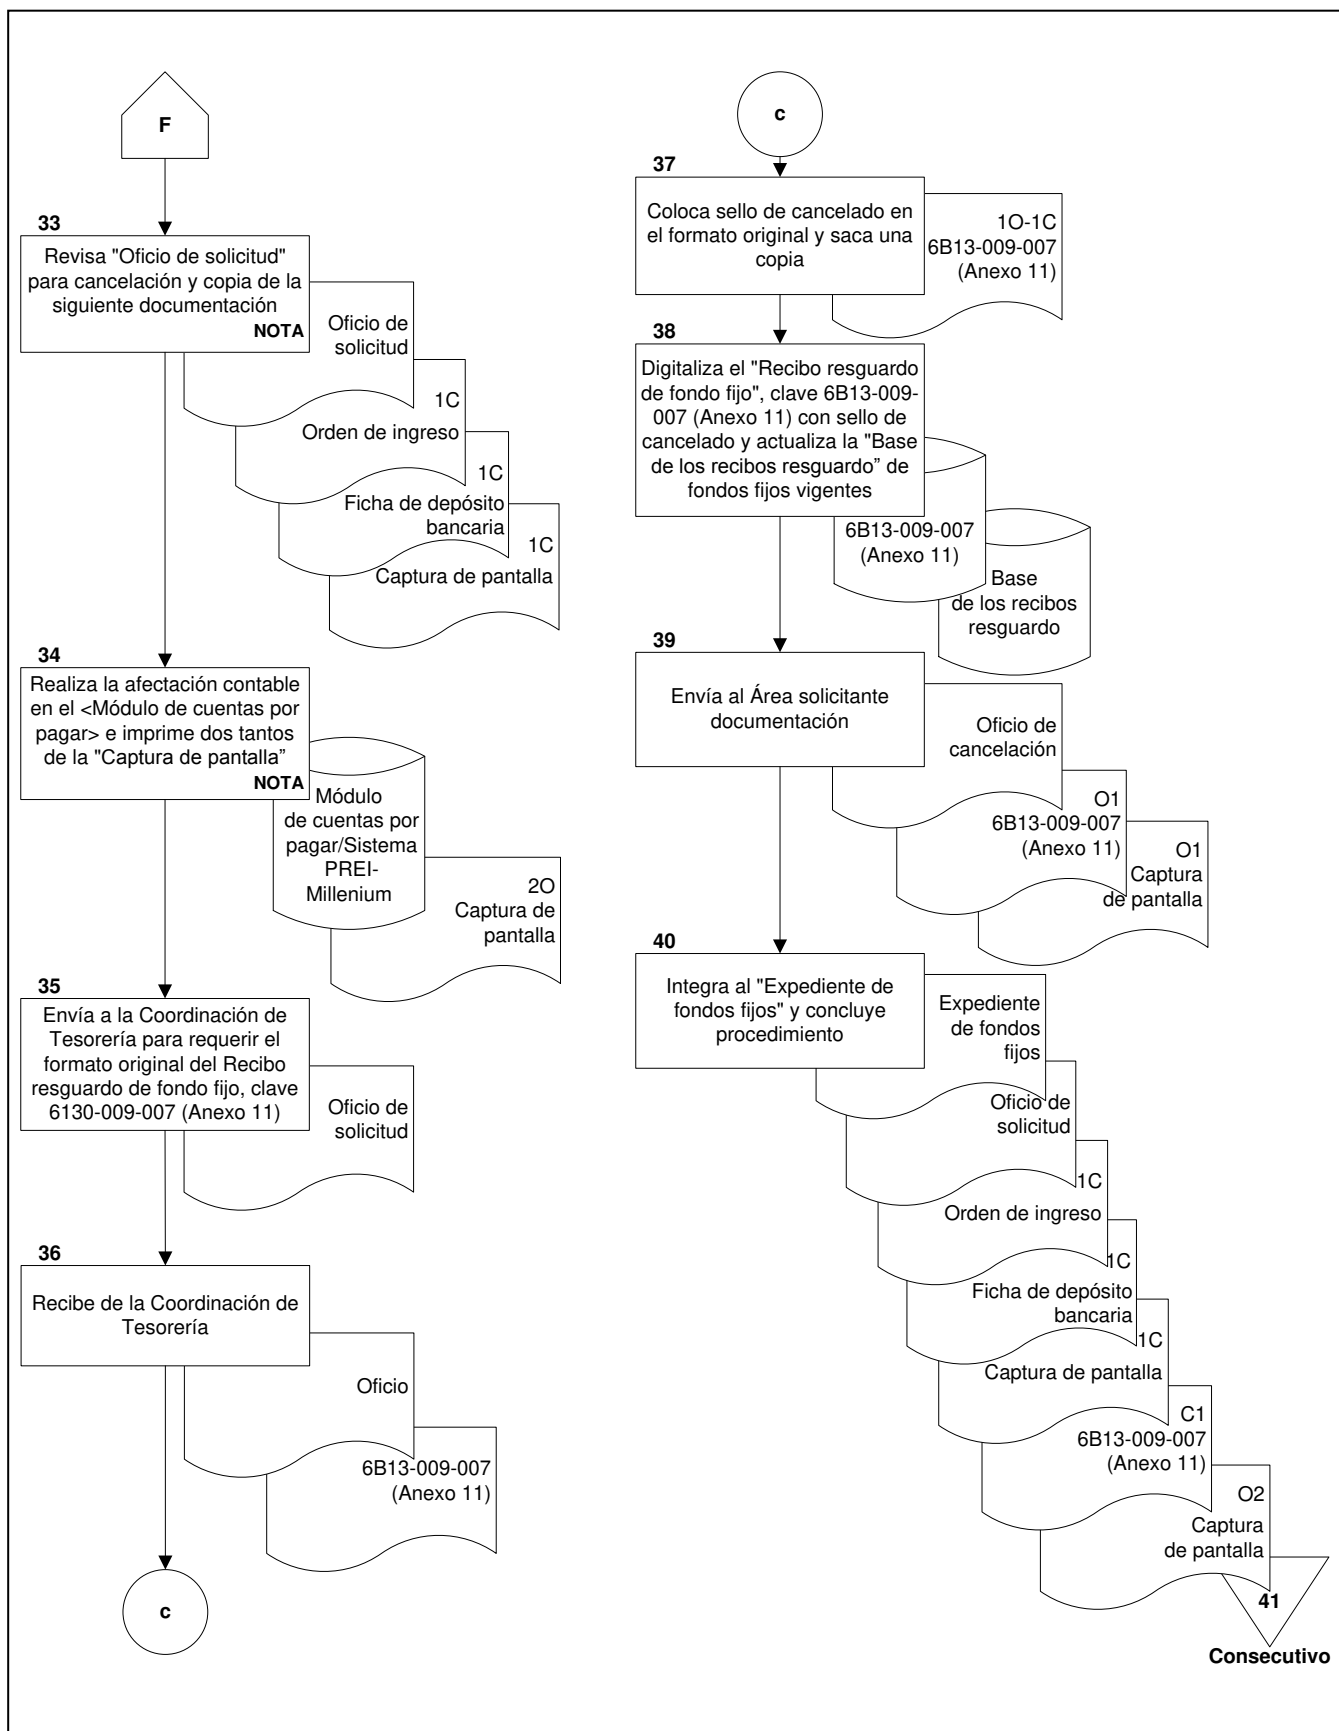 F
33
Revisa "Oficio de solicitud"
para cancelación y copia de la
siguiente documentación
NOTA
Oficio de
solicitud
1C
Orden de ingreso
1C
Ficha de depósito
bancaria
1C
Captura de pantalla
34
Realiza la afectación contable
en el <Módulo de cuentas por
pagar> e imprime dos tantos
de la "Captura de pantalla”
NOTA
Módulo
de cuentas por
pagar/Sistema
PREI-
Millenium
2O
Captura de
pantalla
35
Envía a la Coordinación de
Tesorería para requerir el
formato original del Recibo
resguardo de fondo fijo, clave
6130-009-007 (Anexo 11)
Oficio de
solicitud
36
Recibe de la Coordinación de
Tesorería
Oficio
6B13-009-007
(Anexo 11)
c
c
37
Coloca sello de cancelado en
el formato original y saca una
copia
1O-1C
6B13-009-007
(Anexo 11)
38
Digitaliza el "Recibo resguardo
de fondo fijo", clave 6B13-009-
007 (Anexo 11) con sello de
cancelado y actualiza la "Base
de los recibos resguardo” de
fondos fijos vigentes
6B13-009-007
(Anexo 11)
Base
de los recibos
resguardo
39
Envía al Área solicitante
documentación
Oficio de
cancelación
O1
6B13-009-007
(Anexo 11)
O1
Captura
de pantalla
40
Integra al "Expediente de
fondos fijos" y concluye
procedimiento
Expediente
de fondos
fijos
Oficio de
solicitud
1C
Orden de ingreso
1C
Ficha de depósito
bancaria
1C
Captura de pantalla
C1
6B13-009-007
(Anexo 11)
O2
Captura
de pantalla
41
Consecutivo